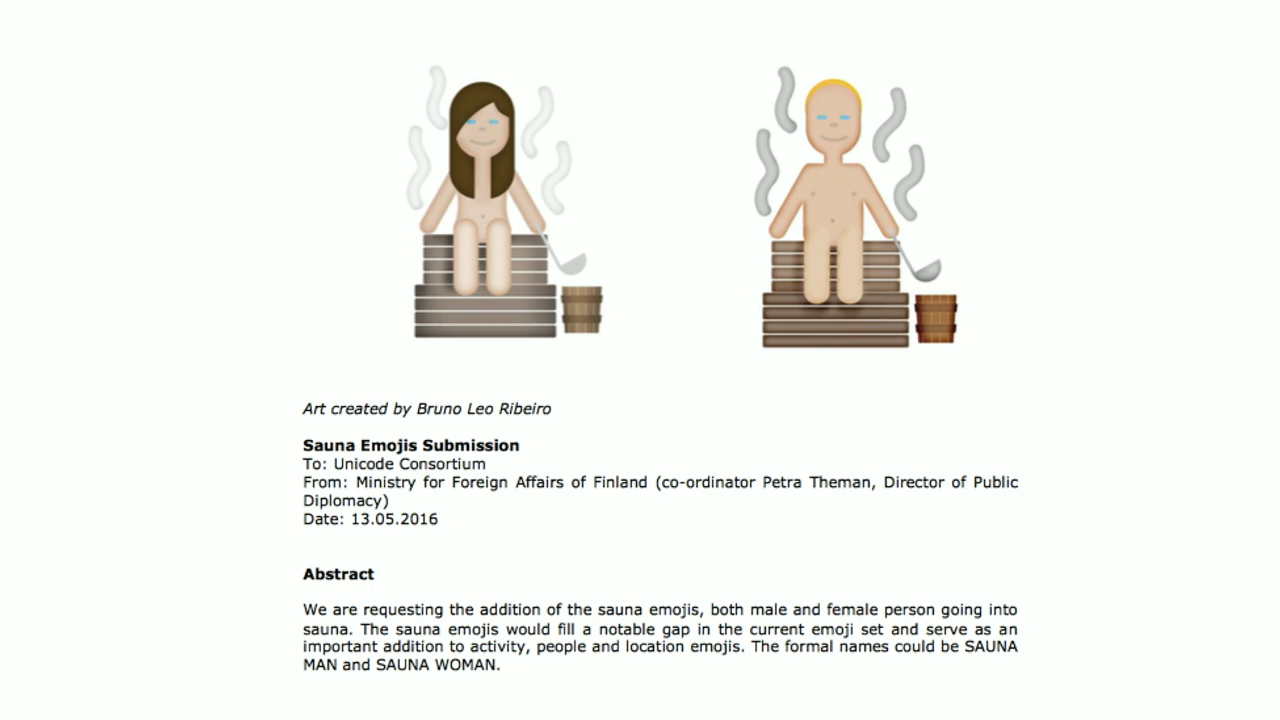 Art created by Bruno Leo Ribeiro
Sauna Emojis Submission
To: Unicode Consortium
From: Ministry for Foreign Affairs of Finland (co-ordinator Petra Theman, Director of Public
Diplomacy)
Date: 13.05.2016
Abstract
We are requesting the addition of the sauna emojis, both male and female person going into
sauna. The sauna emojis would fill a notable gap in the current emoji set and serve as an
important addition to activity, people and location emojis. The formal names could be SAUNA
MAN and SAUNA WOMAN.